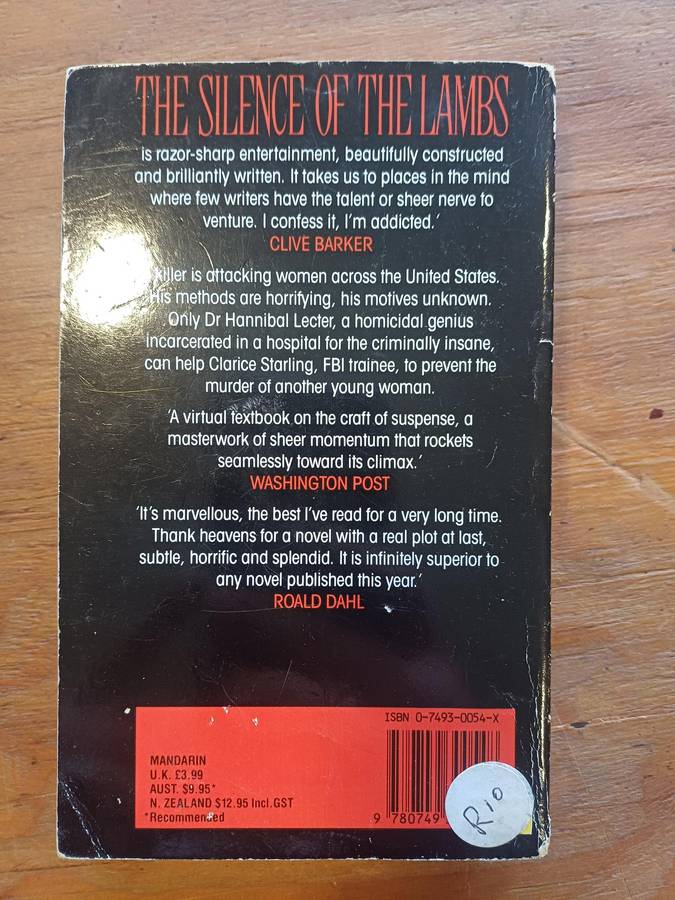 THE SILENCE OF THE LAMBS
is razor-sharp entertainment, beautifully constructed
and brilliantly written. It takes us to places in the mind
where few writers have the talent or sheer nerve to
venture. I confess it, I'm addicted.'
CLIVE BARKER
killer is attacking women across the United States.
His methods are horrifying, his motives unknown.
Only Dr Hannibal Lecter, a homicidal genius
incarcerated in a hospital for the criminally insane,
can help Clarice Starling, FBI trainee, to prevent the
murder of another young woman.
'A virtual textbook on the craft of suspense, a
masterwork of sheer momentum that rockets
seamlessly toward its climax.'
WASHINGTON POST
'It's marvellous, the best I've read for a very long time.
Thank heavens for a novel with a real plot at last,
subtle, horrific and splendid. It is infinitely superior to
any novel published this year.'
ROALD DAHL
ISBN 0-7493-0054-X
MANDARIN
U.K. £3.99
AUST. $9.95*
N. ZEALAND $12.95 Incl.GST
*Recommended
9 780749
R10